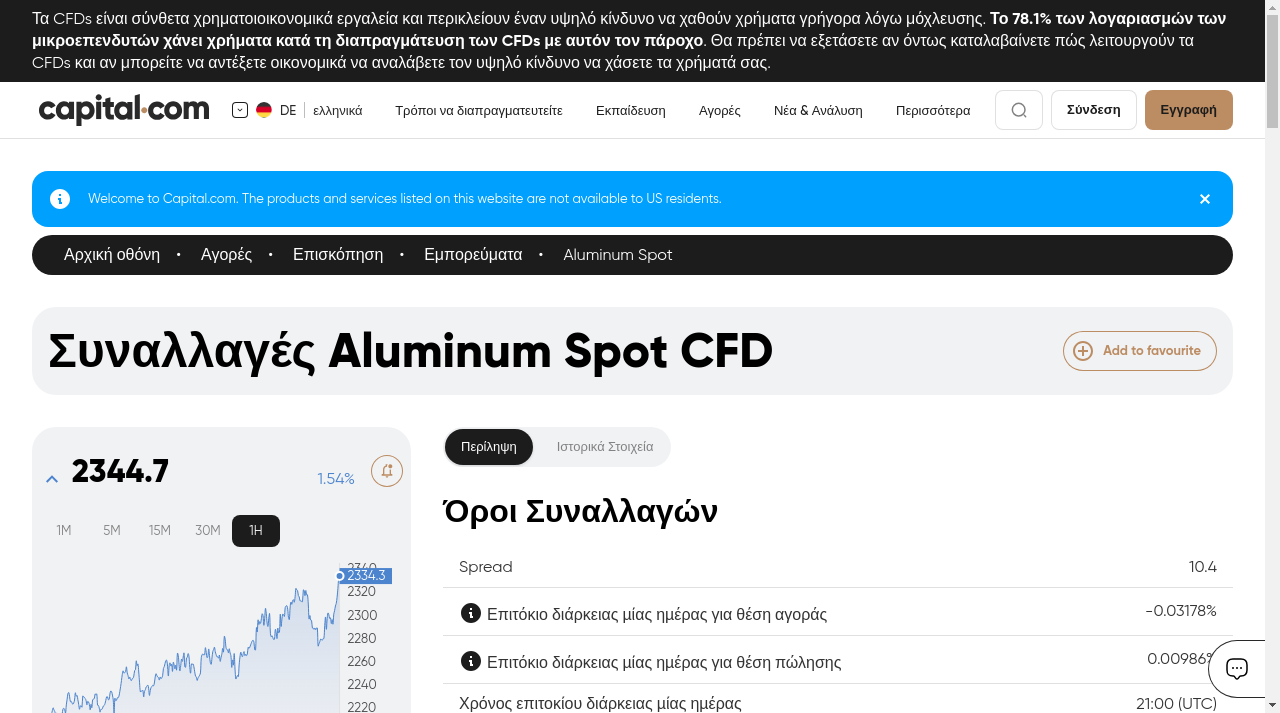 Τα CFDs είναι σύνθετα χρηματοοικονομικά εργαλεία και περικλείουν έναν υψηλό κίνδυνο να χαθούν χρήματα γρήγορα λόγω μόχλευσης. Το 78.1% των λογαριασμών των
μικροεπενδυτών χάνει χρήματα κατά τη διαπραγμάτευση των CFDs με αυτόν τον πάροχο. Θα πρέπει να εξετάσετε αν όντως καταλαβαίνετε πώς λειτουργούν τα
CFDs και αν μπορείτε να αντέξετε οικονομικά να αναλάβετε τον υψηλό κίνδυνο να χάσετε τα χρήματά σας.
capital.com DE ελληνικά Τρόποι να διαπραγματευτείτε Εκπαίδευση Αγορές Νέα & Ανάλυση Περισσότερα Σύνδεση Εγγραφή
Welcome to Capital.com. The products and services listed on this website are not available to US residents.
Αρχική οθόνη • Αγορές • Επισκόπηση • Εμπορεύματα • Aluminum Spot
Συναλλαγές Aluminum Spot CFD
Add to favourite
2344.7
1.54%
1M 5M 15M 30M 1H
2340
2334.3
2320
2300
2280
2260
2240
2220
Περίληψη Ιστορικά Στοιχεία
Όροι Συναλλαγών
Spread 10.4
Επιτόκιο διάρκειας μίας ημέρας για θέση αγοράς -0.03178%
Επιτόκιο διάρκειας μίας ημέρας για θέση πώλησης 0.00986%
Χρόνος επιτοκίου διάρκειας μίας ημέρας 21:00 (UTC)